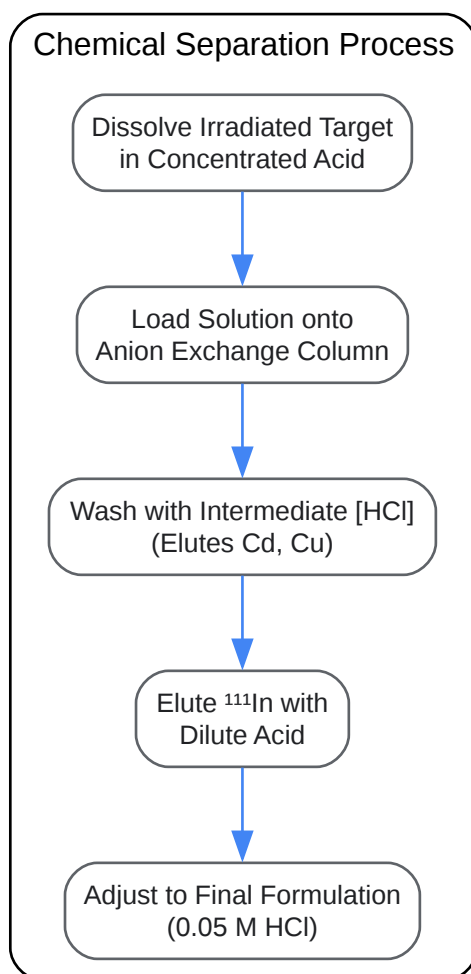 Chemical Separation Process
Dissolve Irradiated Target
in Concentrated Acid
Load Solution onto
Anion Exchange Column
Wash with Intermediate [HCl]
(Elutes Cd, Cu)
Elute ¹¹¹In with
Dilute Acid
Adjust to Final Formulation
(0.05 M HCl)